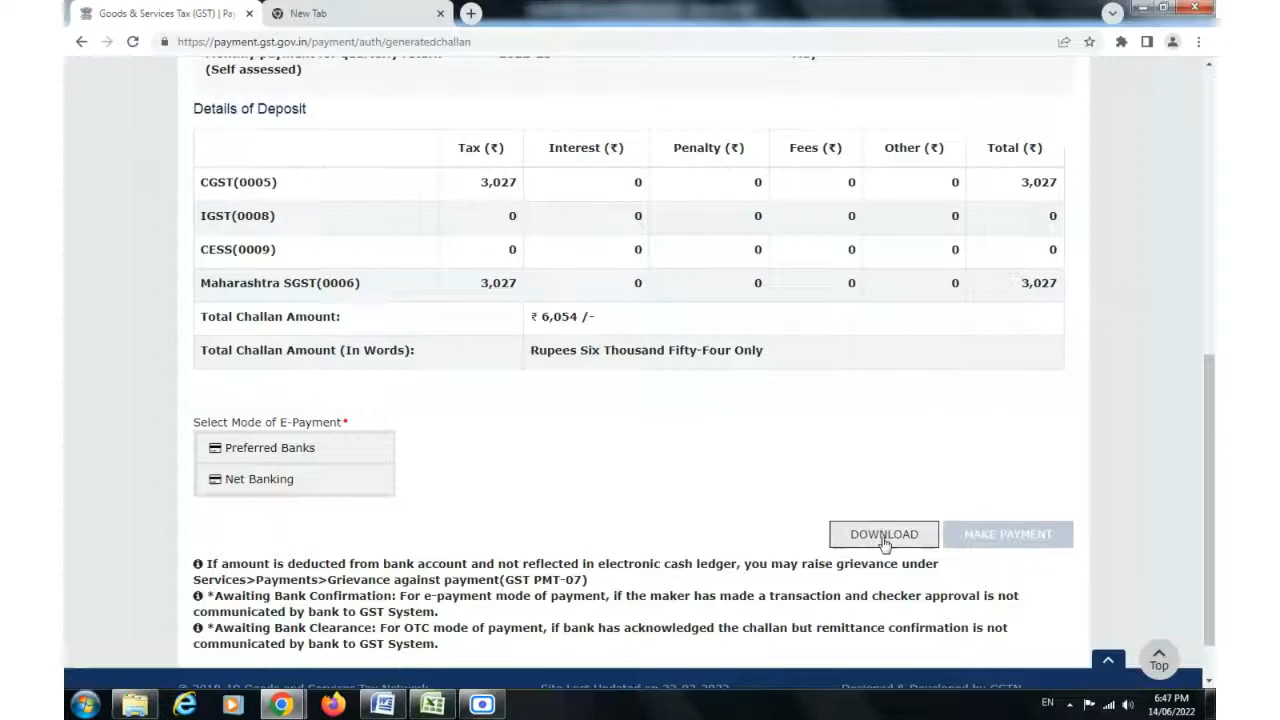 Goods & Services Tax (GST) | Pay
New Tab
https://payment.gst.gov.in/payment/auth/generatedchallan
(Self assessed)
Details of Deposit
Tax (₹) Interest (₹) Penalty (₹) Fees (₹) Other (₹) Total (₹)
CGST(0005) 3,027 0 0 0 0 3,027
IGST(0008) 0 0 0 0 0 0
CESS(0009) 0 0 0 0 0 0
Maharashtra SGST(0006) 3,027 0 0 0 0 3,027
Total Challan Amount: ₹ 6,054 /-
Total Challan Amount (In Words): Rupees Six Thousand Fifty-Four Only
Select Mode of E-Payment*
Preferred Banks
Net Banking
DOWNLOAD MAKE PAYMENT
If amount is deducted from bank account and not reflected in electronic cash ledger, you may raise grievance under
Services>Payments>Grievance against payment(GST PMT-07)
*Awaiting Bank Confirmation: For e-payment mode of payment, if the maker has made a transaction and checker approval is not
communicated by bank to GST System.
*Awaiting Bank Clearance: For OTC mode of payment, if bank has acknowledged the challan but remittance confirmation is not
communicated by bank to GST System.
Top
EN 6:47 PM
14/06/2022